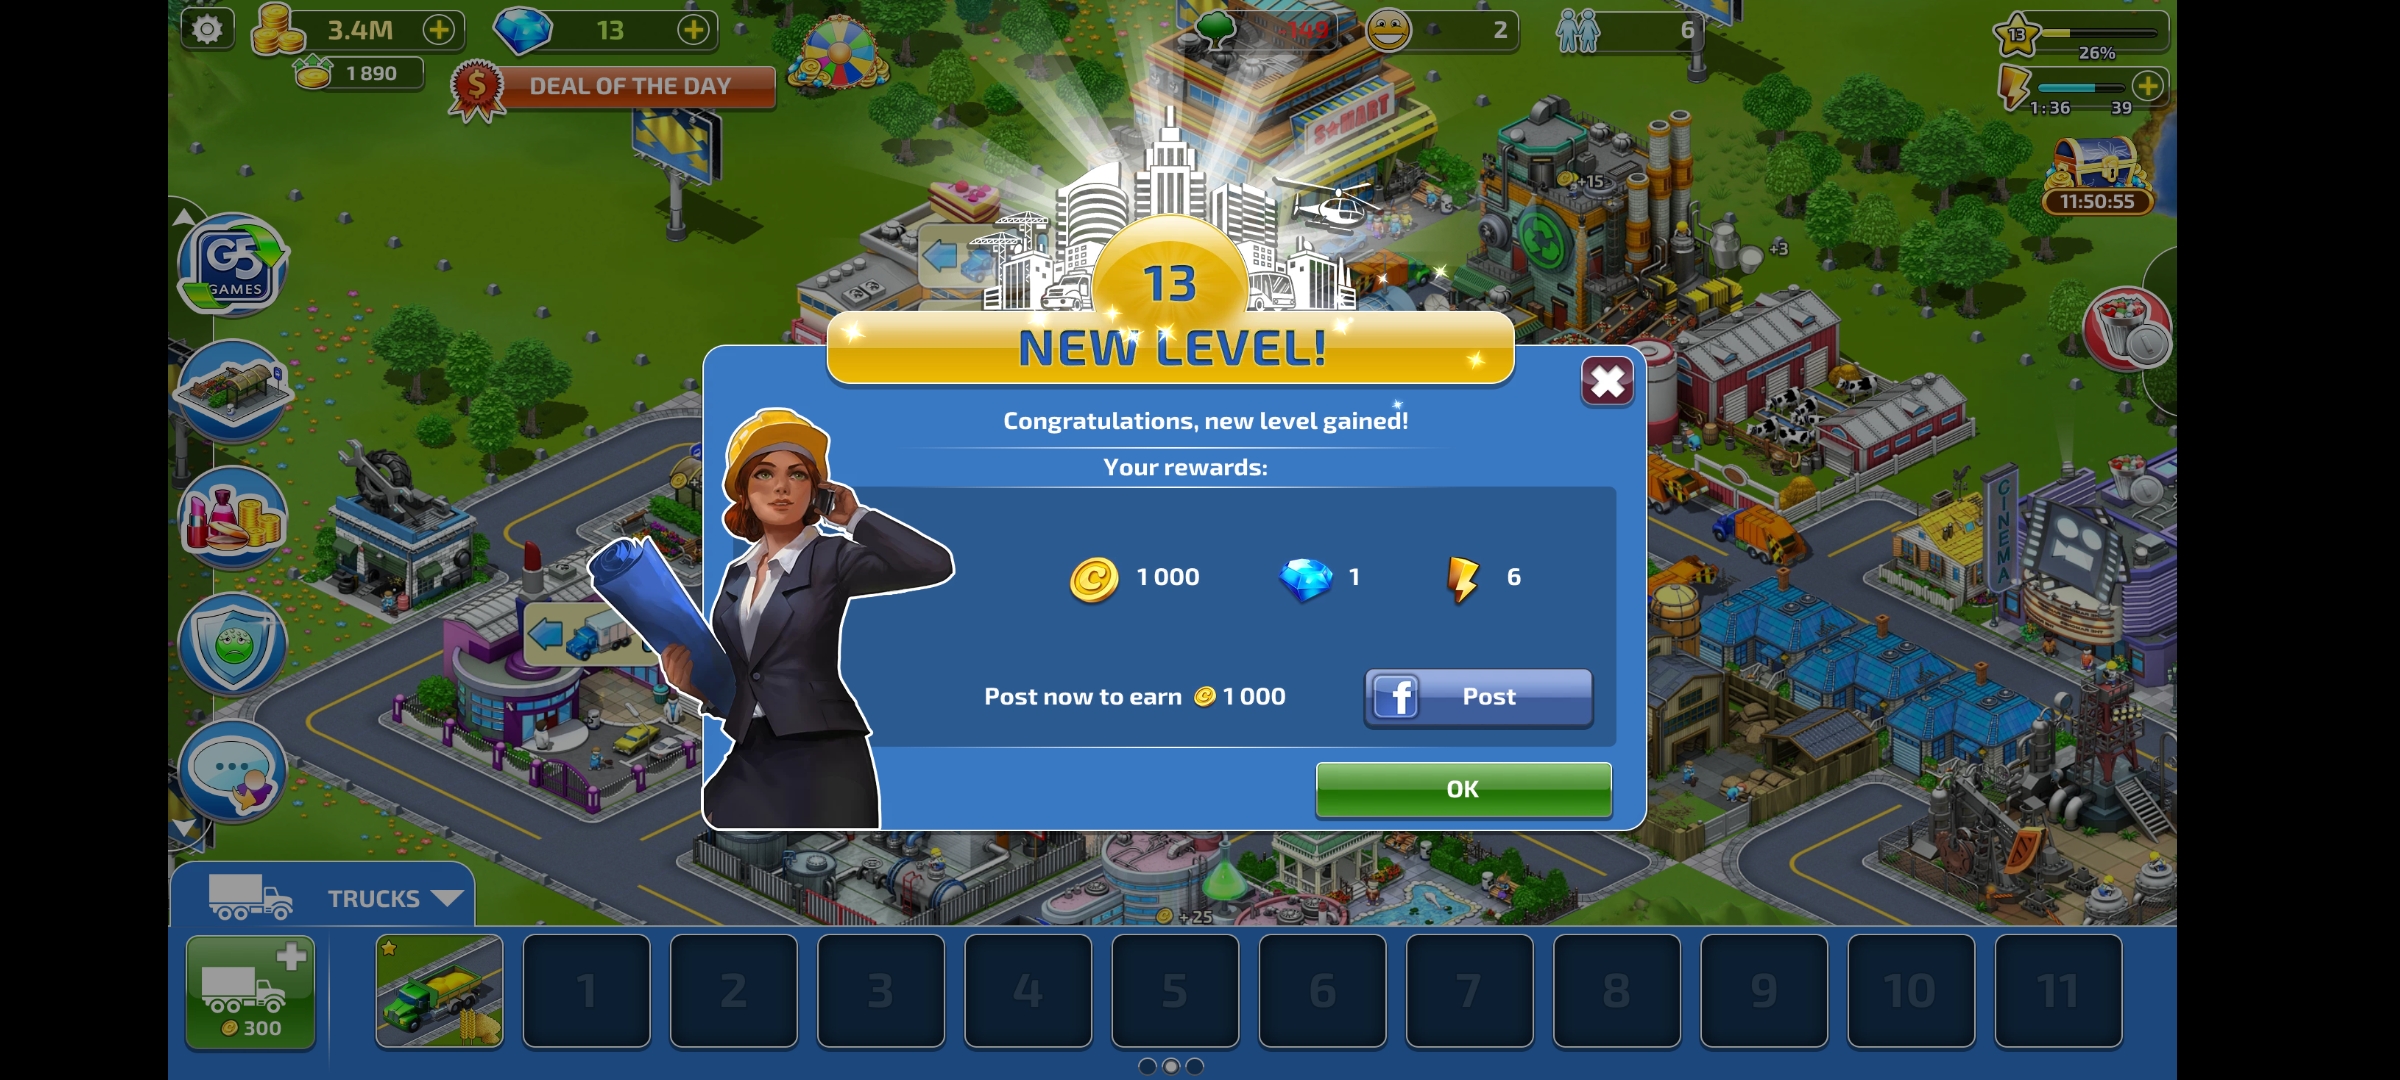 3.4M
13
-149
2
6
13
26%
1 890
DEAL OF THE DAY
1:36
39
S★MART
+15
11:50:55
+3
G5
GAMES
13
NEW LEVEL!
Congratulations, new level gained!
Your rewards:
1 000
1
6
CINEMA
Post now to earn 1 000
f Post
OK
TRUCKS
+25
300
1
2
3
4
5
6
7
8
9
10
11